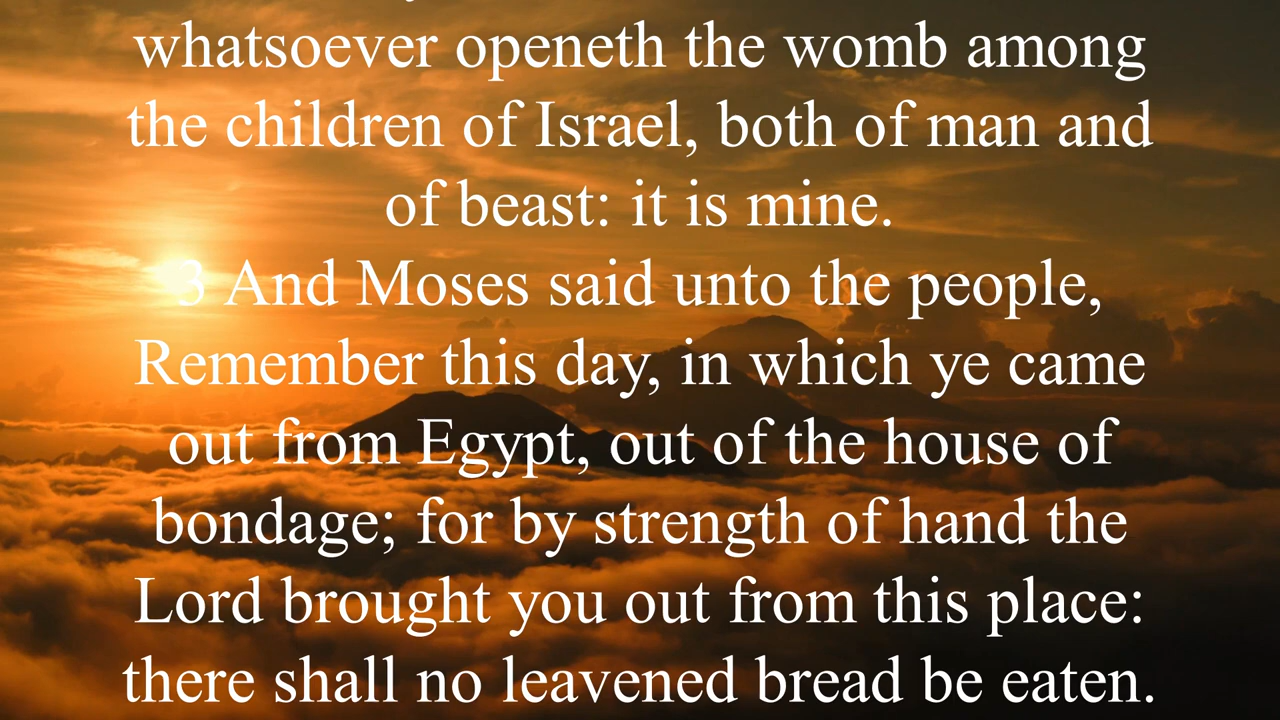 whatsoever openeth the womb among
the children of Israel, both of man and
of beast: it is mine.
3 And Moses said unto the people,
Remember this day, in which ye came
out from Egypt, out of the house of
bondage; for by strength of hand the
Lord brought you out from this place:
there shall no leavened bread be eaten.